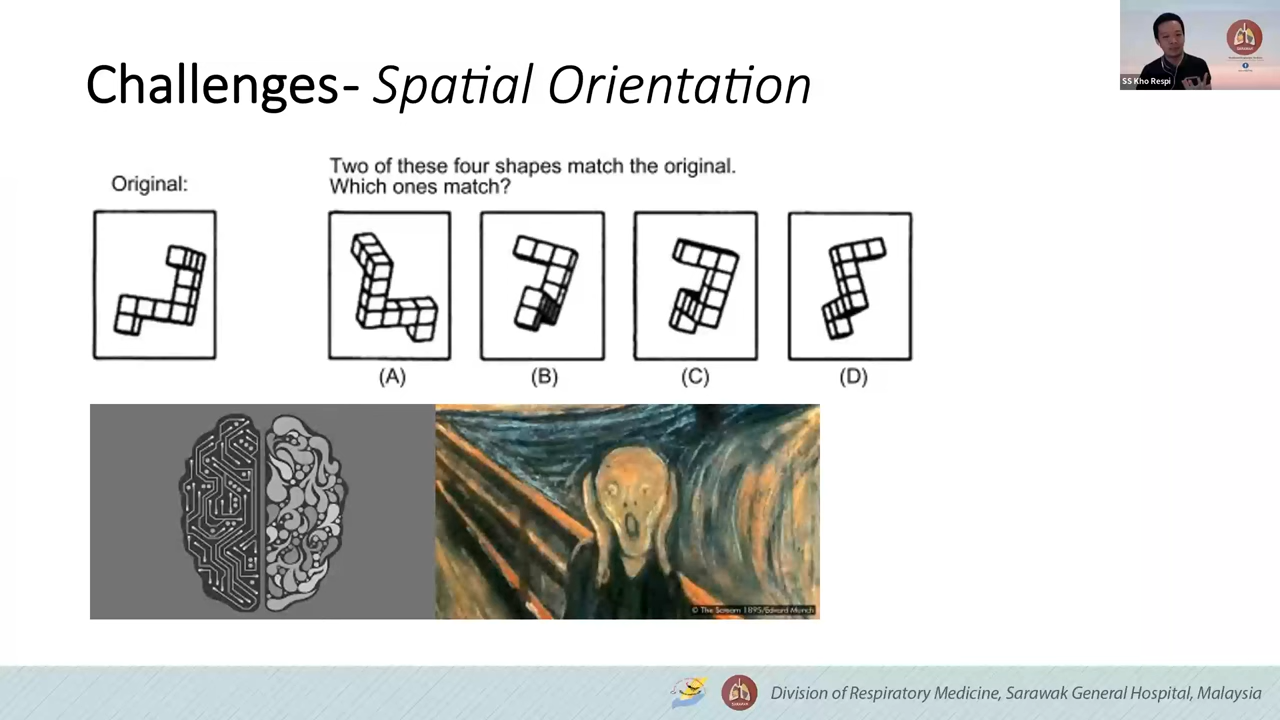 Challenges- Spatial Orientation
SS Kho Respi
Original:
Two of these four shapes match the original.
Which ones match?
(A)
(B)
(C)
(D)
© The Scream 1895/Edvard Munch
Division of Respiratory Medicine, Sarawak General Hospital, Malaysia